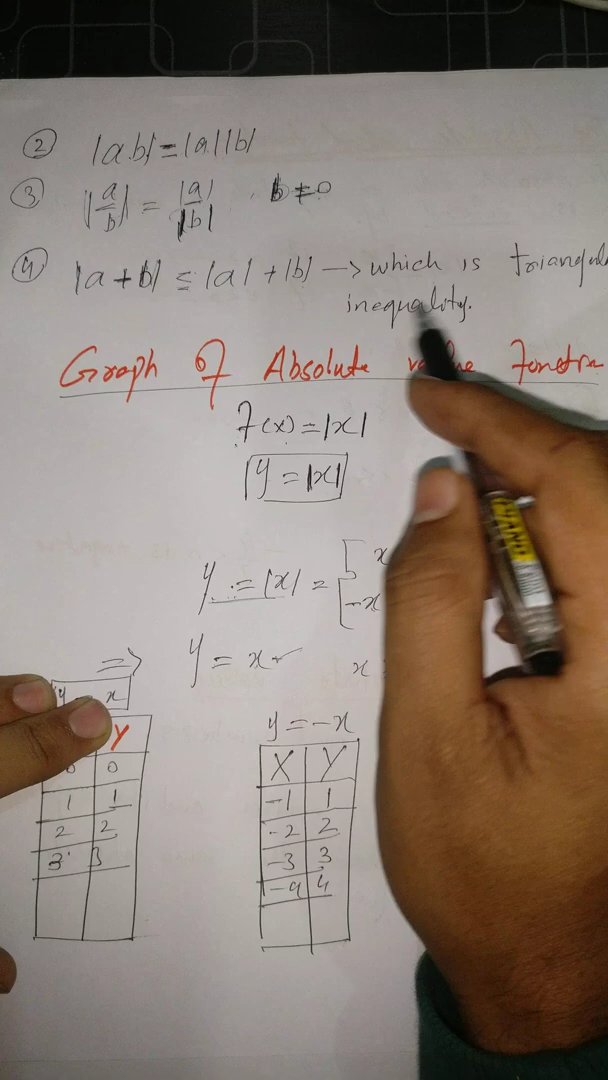 ② |ab| = |a||b|
③ |a/b| = |a|/|b| , b ≠ 0
④ |a+b| ≤ |a|+|b| → which is
inequality.
Graph of Absolute
f(x) = |x|
y = |x|
y = |x| = [ x
-x
⇒ y = x x
y = x
Y
0 0
1 1
2 2
3 3
y = -x
X Y
-1 1
-2 2
-3 3
-4 4